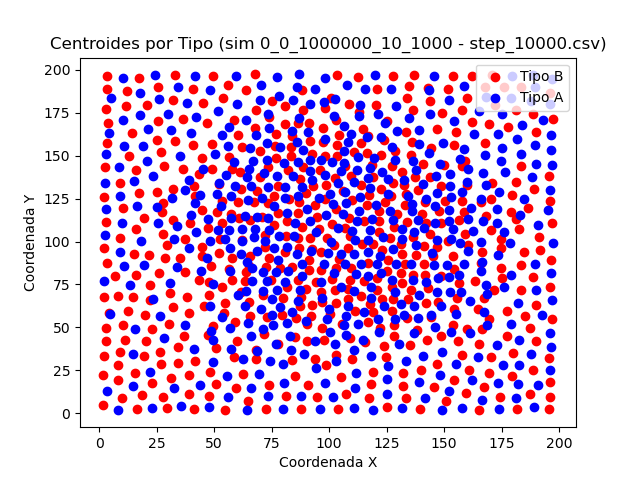 Centroides por Tipo (sim 0_0_1000000_10_1000 - step_10000.csv)
Tipo B
Tipo A
200
175
150
125
100
75
50
25
0
Coordenada Y
0 25 50 75 100 125 150 175 200
Coordenada X